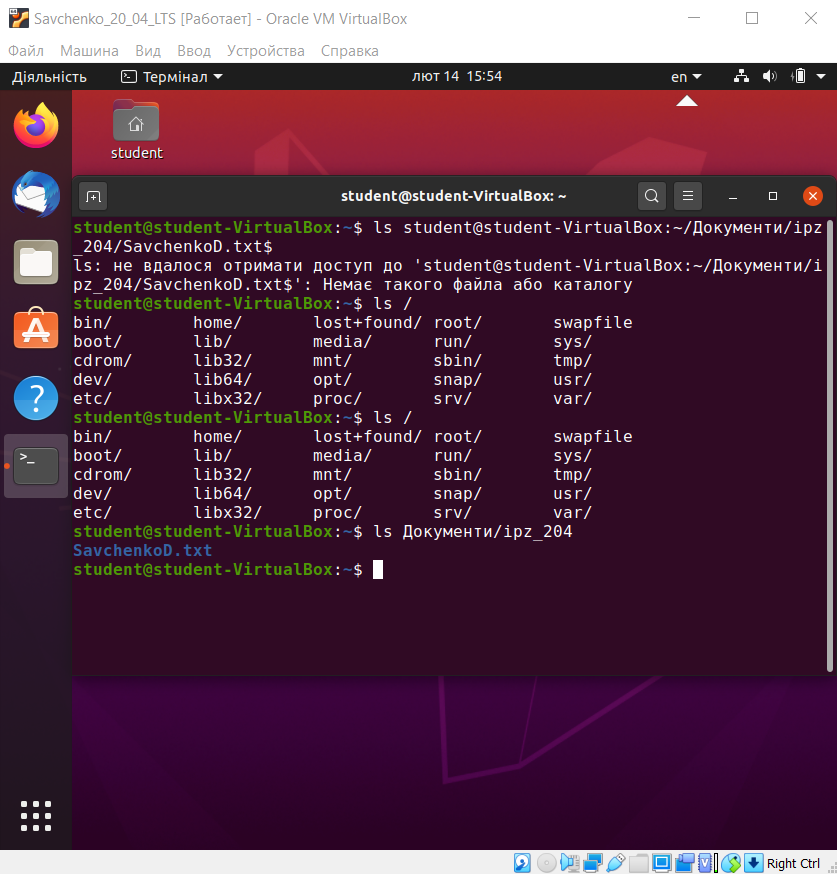 Savchenko_20_04_LTS [Работает] - Oracle VM VirtualBox
Файл Машина Вид Ввод Устройства Справка
Діяльність Термінал лют 14 15:54 en
student
student@student-VirtualBox: ~
student@student-VirtualBox:~$ ls student@student-VirtualBox:~/Документи/ipz
_204/SavchenkoD.txt$
ls: не вдалося отримати доступ до 'student@student-VirtualBox:~/Документи/i
pz_204/SavchenkoD.txt$': Немає такого файла або каталогу
student@student-VirtualBox:~$ ls /
bin/ home/ lost+found/ root/ swapfile
boot/ lib/ media/ run/ sys/
cdrom/ lib32/ mnt/ sbin/ tmp/
dev/ lib64/ opt/ snap/ usr/
etc/ libx32/ proc/ srv/ var/
student@student-VirtualBox:~$ ls /
bin/ home/ lost+found/ root/ swapfile
boot/ lib/ media/ run/ sys/
cdrom/ lib32/ mnt/ sbin/ tmp/
dev/ lib64/ opt/ snap/ usr/
etc/ libx32/ proc/ srv/ var/
student@student-VirtualBox:~$ ls Документи/ipz_204
SavchenkoD.txt
student@student-VirtualBox:~$
Right Ctrl